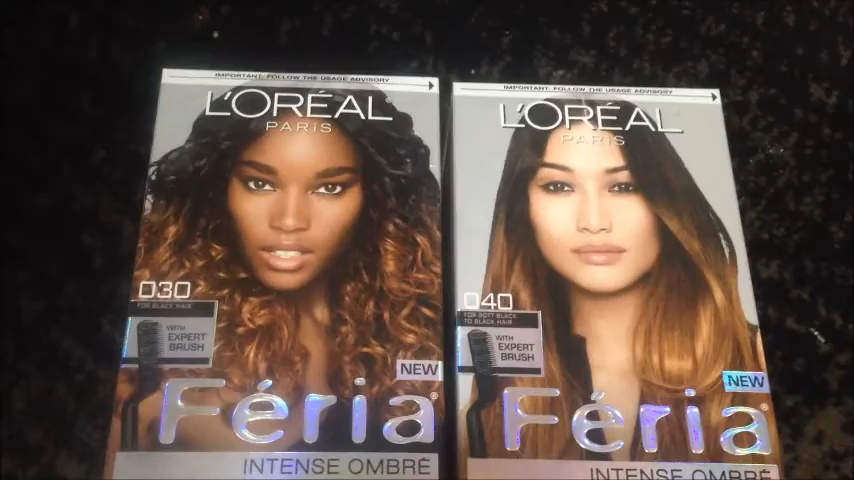 IMPORTANT: FOLLOW THE USAGE ADVISORY
L'ORÉAL
PARIS
030
FOR BLACK HAIR
WITH
EXPERT
BRUSH
NEW
Féria®
INTENSE OMBRÉ
IMPORTANT: FOLLOW THE USAGE ADVISORY
L'ORÉAL
PARIS
040
FOR SOFT BLACK
TO BLACK HAIR
WITH
EXPERT
BRUSH
NEW
Féria®
INTENSE OMBRÉ